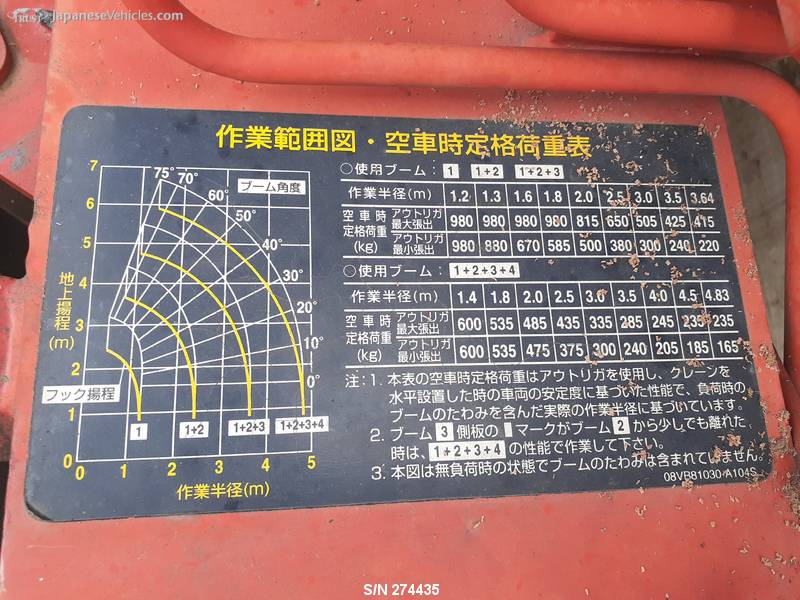 TRUST JapaneseVehicles.com
作業範囲図・空車時定格荷重表
7
6
5
4
3
2
1
0
地上揚程(m)
フック揚程
75°
70°
60°
50°
40°
30°
20°
10°
0°
ブーム角度
1
1+2
1+2+3
1+2+3+4
0 1 2 3 4 5
作業半径(m)
○使用ブーム: 1 1+2 1+2+3
作業半径(m) 1.2 1.3 1.6 1.8 2.0 2.5 3.0 3.5 3.64
空車時定格荷重(kg)
アウトリガ最大張出 980 980 980 980 815 650 505 425 415
アウトリガ最小張出 980 880 670 585 500 380 300 240 220
○使用ブーム: 1+2+3+4
作業半径(m) 1.4 1.8 2.0 2.5 3.0 3.5 4.0 4.5 4.83
空車時定格荷重(kg)
アウトリガ最大張出 600 535 485 435 335 285 245 235 235
アウトリガ最小張出 600 535 475 375 300 240 205 185 165
注:1. 本表の空車時定格荷重はアウトリガを使用し、クレーンを
水平設置した時の車両の安定度に基づいた性能で、負荷時の
ブームのたわみを含んだ実際の作業半径に基づいています。
2. ブーム 3 側板の マークがブーム 2 から少しでも離れた
時は、1+2+3+4 の性能で作業して下さい。
3. 本図は無負荷時の状態でブームのたわみは含まれていません。
08VR81030-A104S
S/N 274435